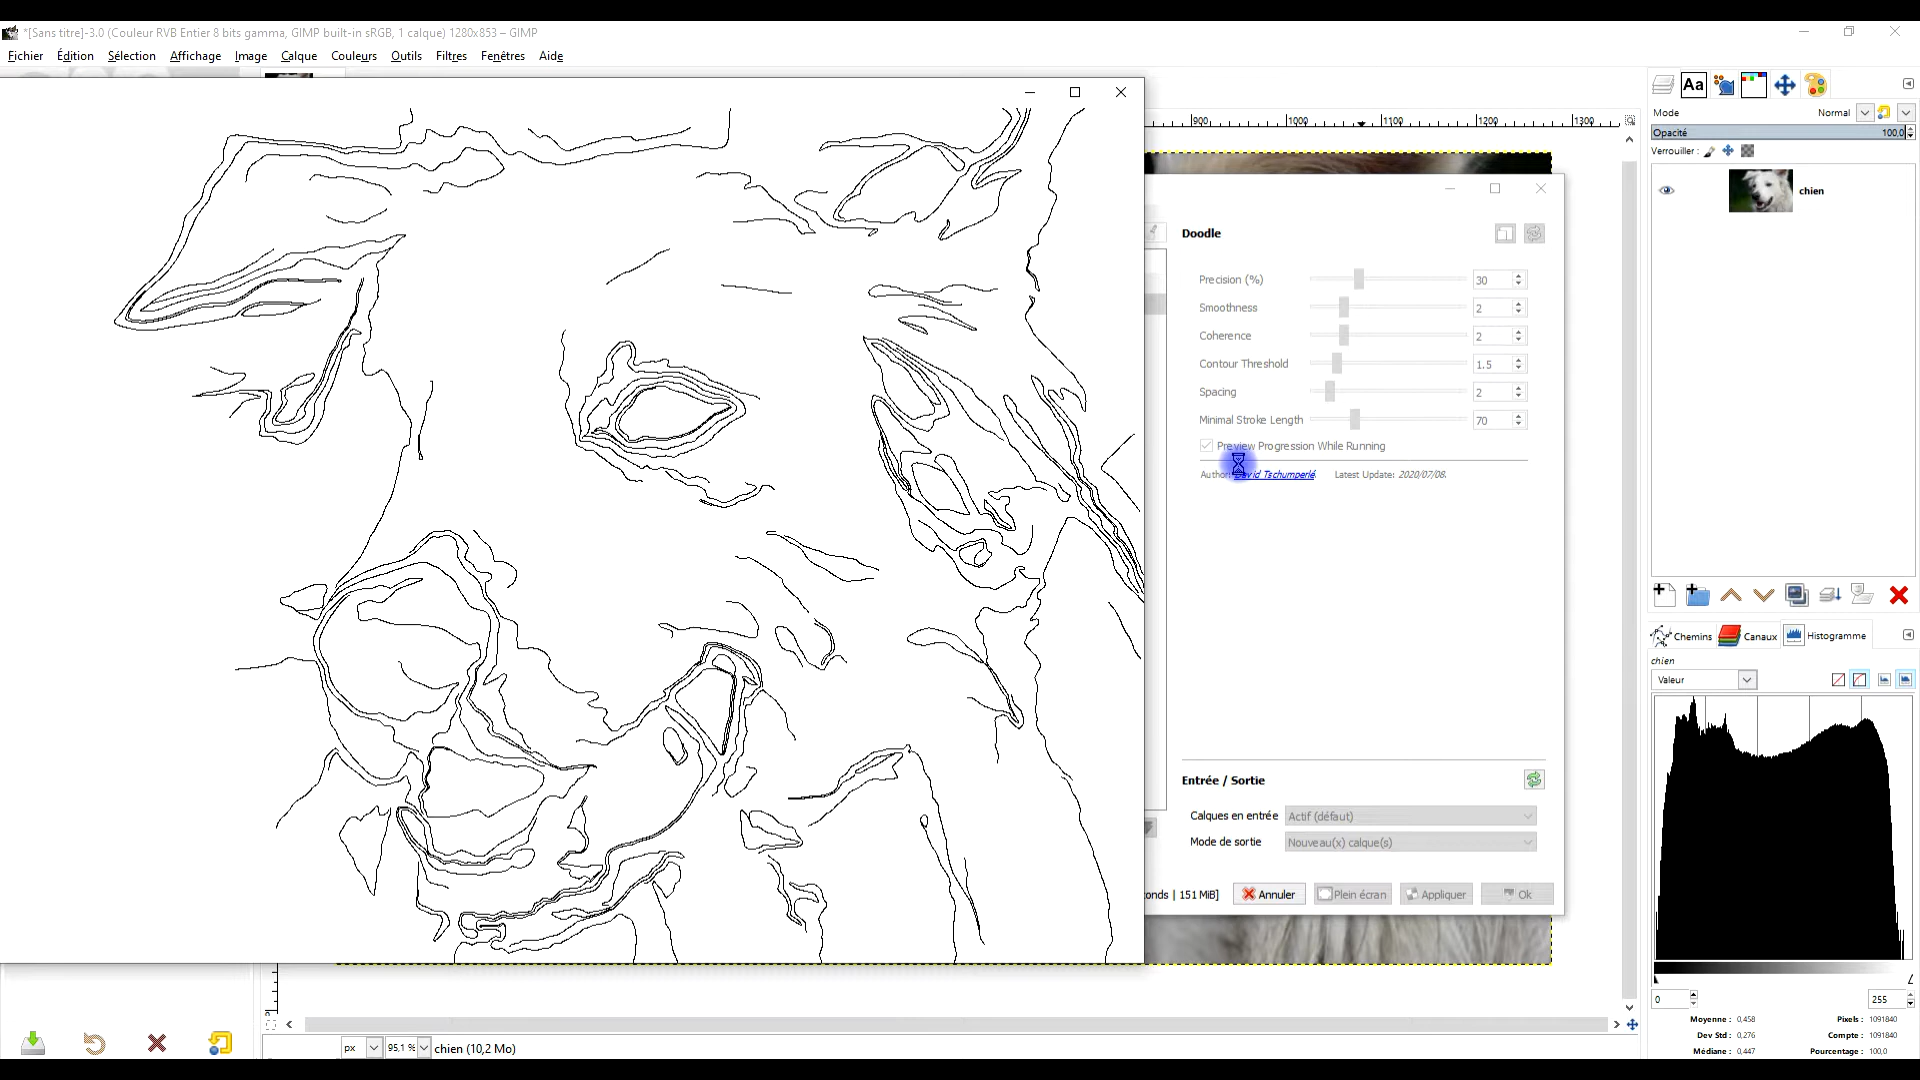 *[Sans titre]-3.0 (Couleur RVB Entier 8 bits gamma, GIMP built-in sRGB, 1 calque) 1280x853 – GIMP
Fichier Édition Sélection Affichage Image Calque Couleurs Outils Filtres Fenêtres Aide
Aa
Mode Normal
Opacité 100,0
Verrouiller :
chien
900 1000 1100 1200 1300
Doodle
Precision (%) 30
Smoothness 2
Coherence 2
Contour Threshold 1.5
Spacing 2
Minimal Stroke Length 70
Preview Progression While Running
Author: David Tschumperlé. Latest Update: 2020/07/08.
Entrée / Sortie
Calques en entrée Actif (défaut)
Mode de sortie Nouveau(x) calque(s)
onds | 151 MiB] Annuler Plein écran Appliquer Ok
Chemins Canaux Histogramme
chien
Valeur
0 255
Moyenne : 0,458 Pixels : 1091840
Dev Std : 0,276 Compte : 1091840
Médiane : 0,447 Pourcentage : 100,0
px 95,1 % chien (10,2 Mo)